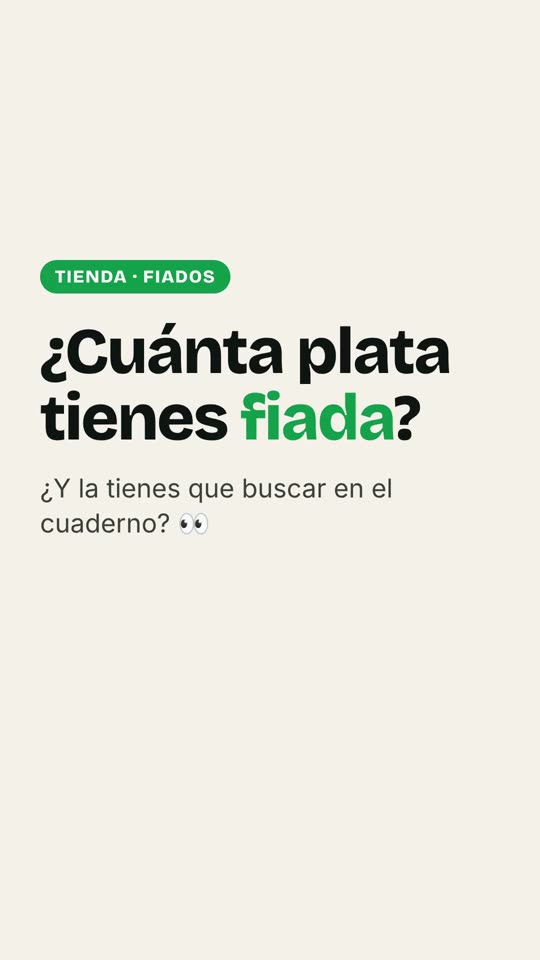 TIENDA · FIADOS
¿Cuánta plata
tienes fiada?
¿Y la tienes que buscar en el
cuaderno? 👀